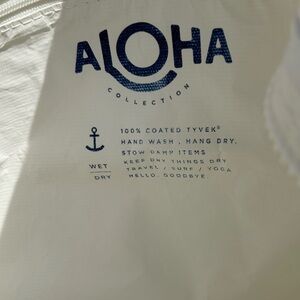 ALOHA
COLLECTION
100% COATED TYVEK®
HAND WASH, HANG DRY.
STOW DAMP ITEMS
WET KEEP DRY THINGS DRY
DRY TRAVEL / SURF / YOGA
HELLO. GOODBYE.